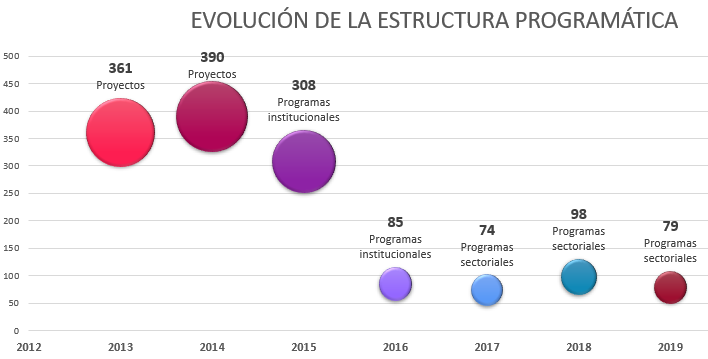 EVOLUCIÓN DE LA ESTRUCTURA PROGRAMÁTICA
500
450
400
350
300
250
200
150
100
50
0
361
Proyectos
390
Proyectos
308
Programas
institucionales
85
Programas
institucionales
74
Programas
sectoriales
98
Programas
sectoriales
79
Programas
sectoriales
2012 2013 2014 2015 2016 2017 2018 2019